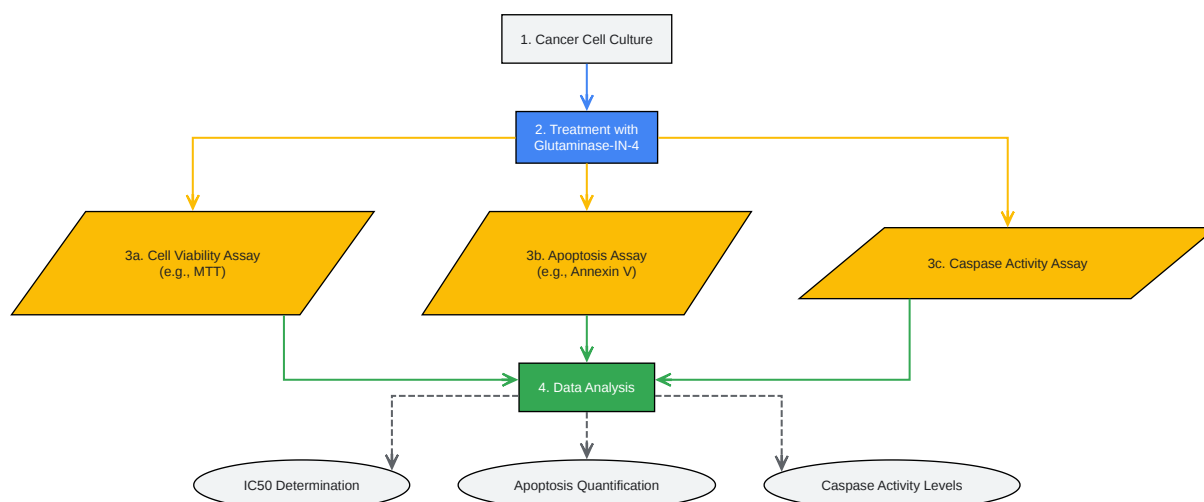 1. Cancer Cell Culture
2. Treatment with
Glutaminase-IN-4
3a. Cell Viability Assay
(e.g., MTT)
3b. Apoptosis Assay
(e.g., Annexin V)
3c. Caspase Activity Assay
4. Data Analysis
IC50 Determination
Apoptosis Quantification
Caspase Activity Levels